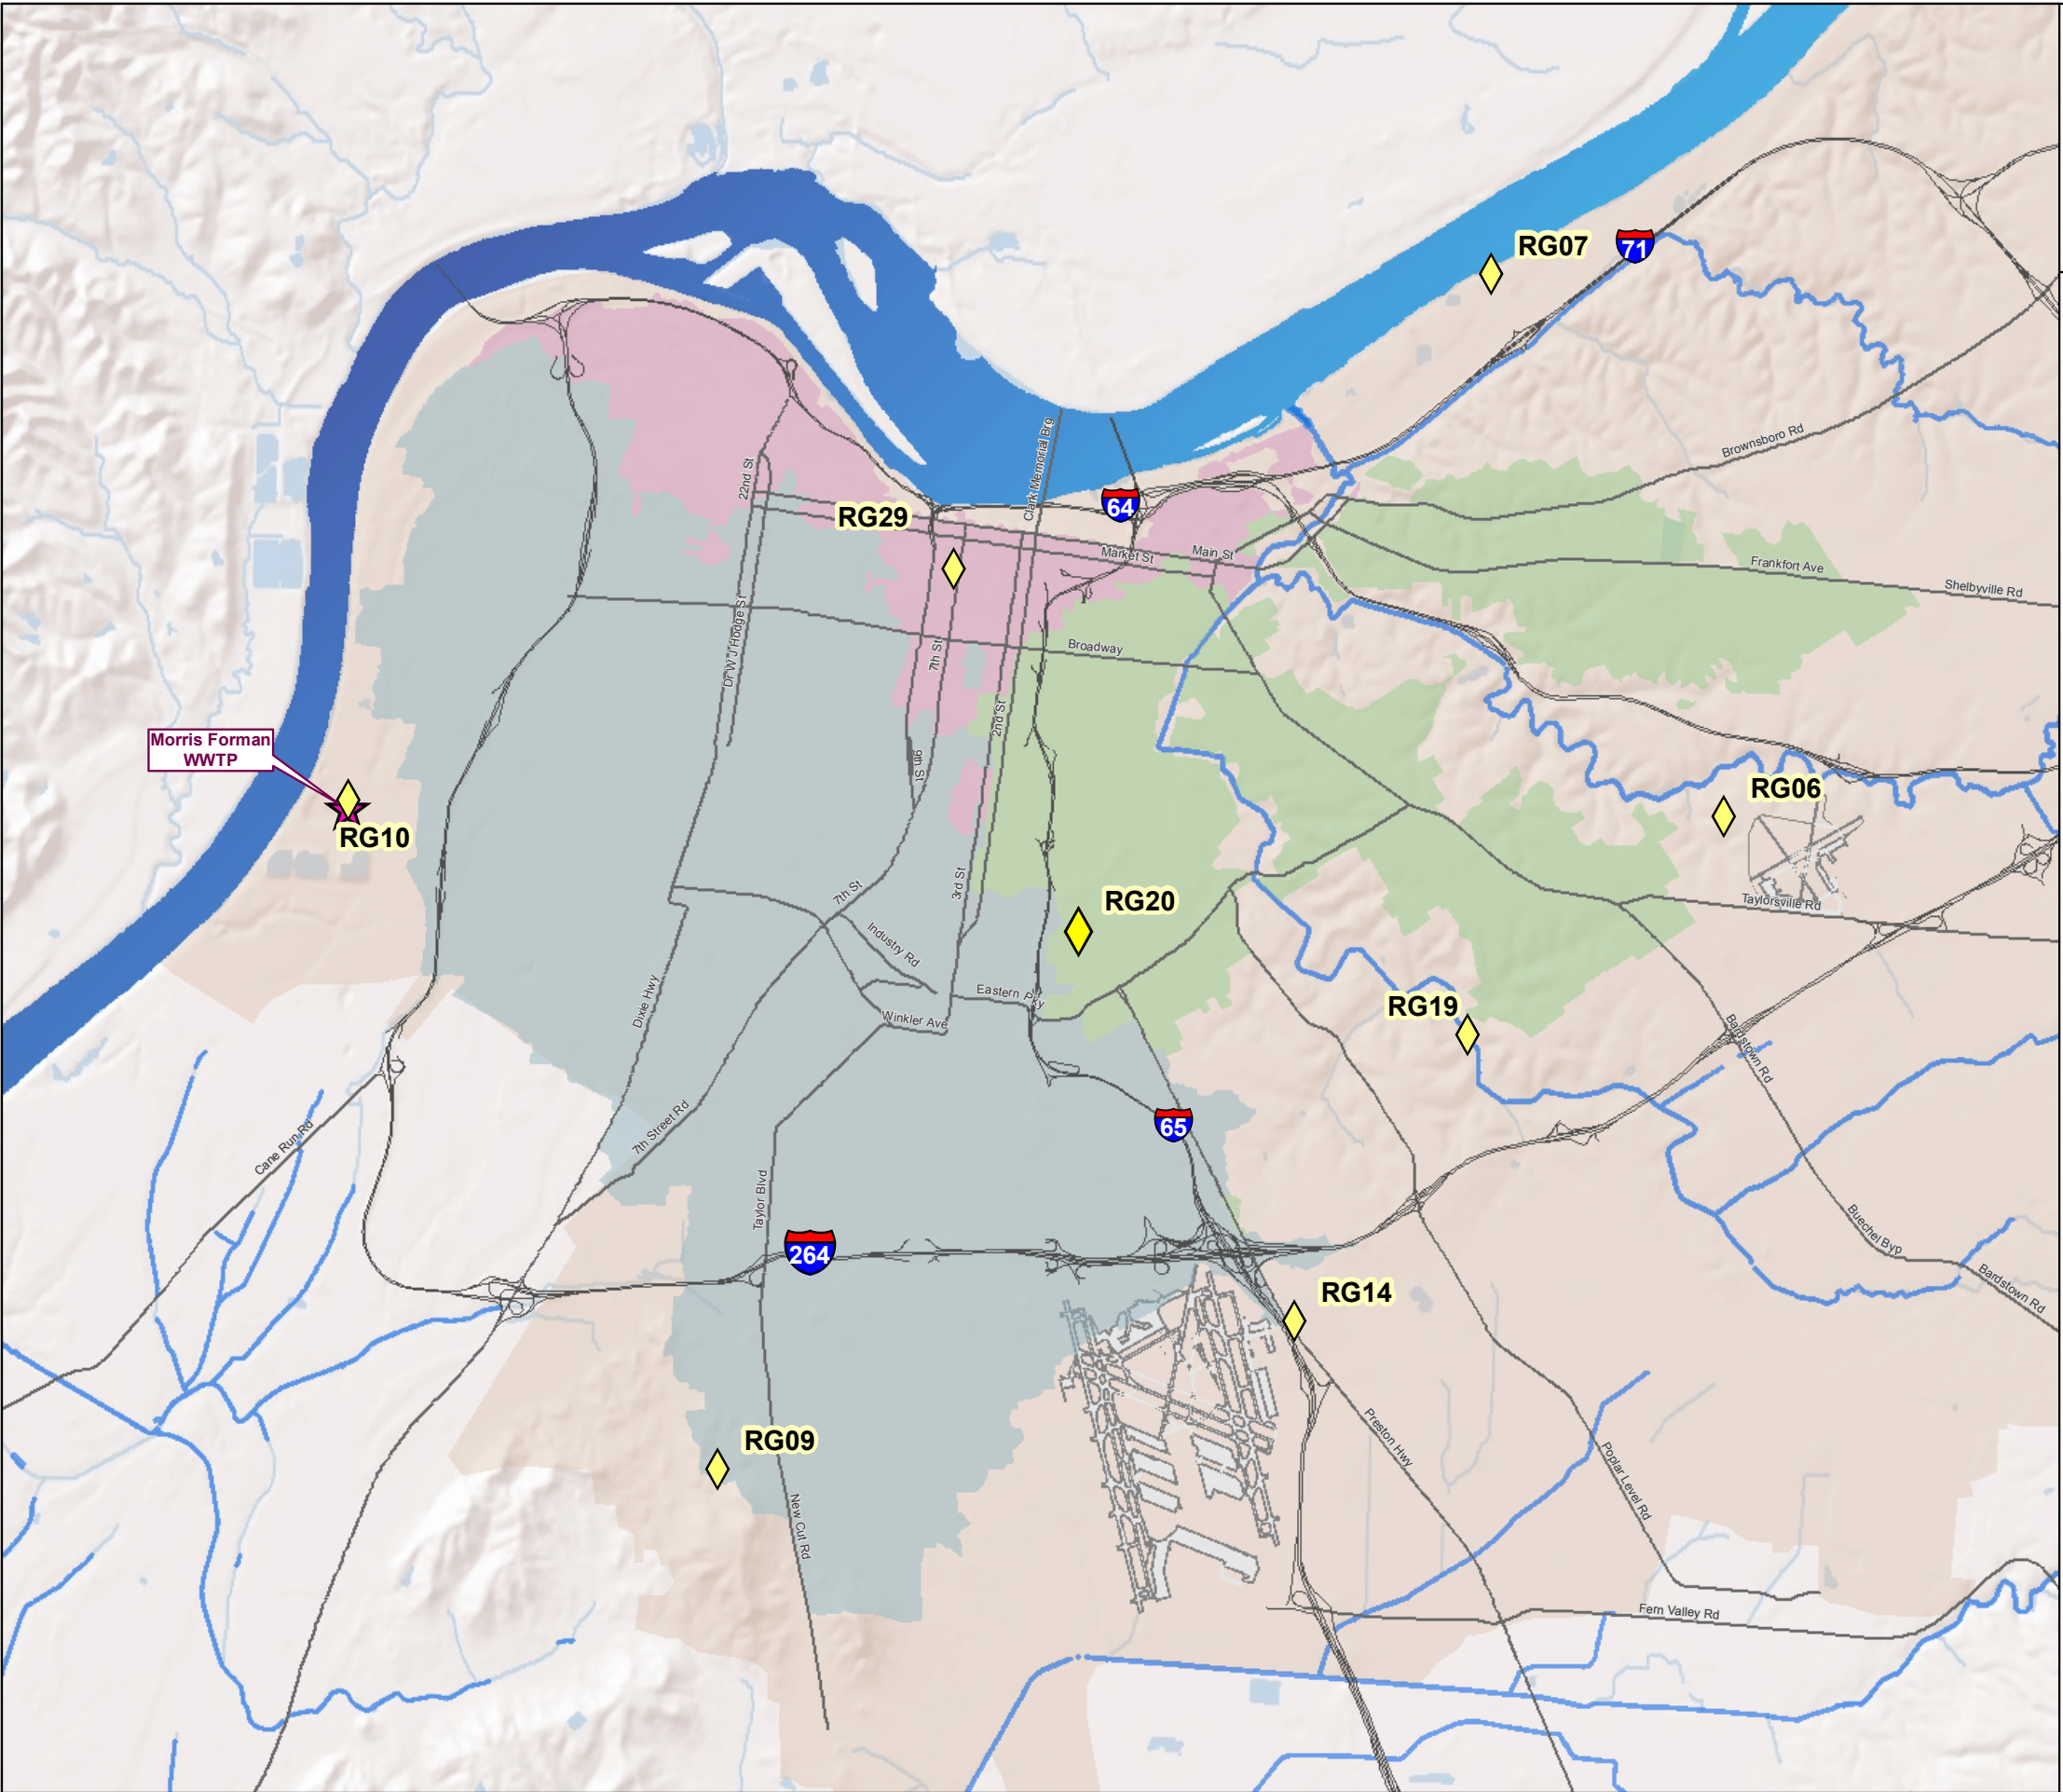 RG07
71
Brownsboro Rd
Clark Memorial Brg
22nd St
64
RG29
Market St
Main St
Frankfort Ave
Shelbyville Rd
Dr W J Hodge St
7th St
Broadway
2nd St
Morris Forman
WWTP
9th St
RG06
RG10
3rd St
7th St
RG20
Taylorsville Rd
Industry Rd
Dixie Hwy
Eastern Pky
Winkler Ave
RG19
Bardstown Rd
7th Street Rd
65
Cane Run Rd
Taylor Blvd
264
Buechel Byp
Bardstown Rd
RG14
RG09
Preston Hwy
Poplar Level Rd
New Cut Rd
Fern Valley Rd